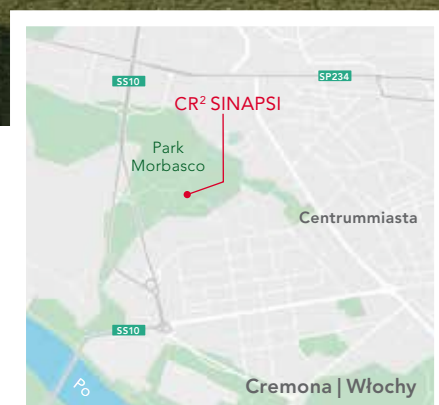 SS10
SP234
CR² SINAPSI
Park
Morbasco
Centrummiasta
SS10
Po
Cremona | Włochy